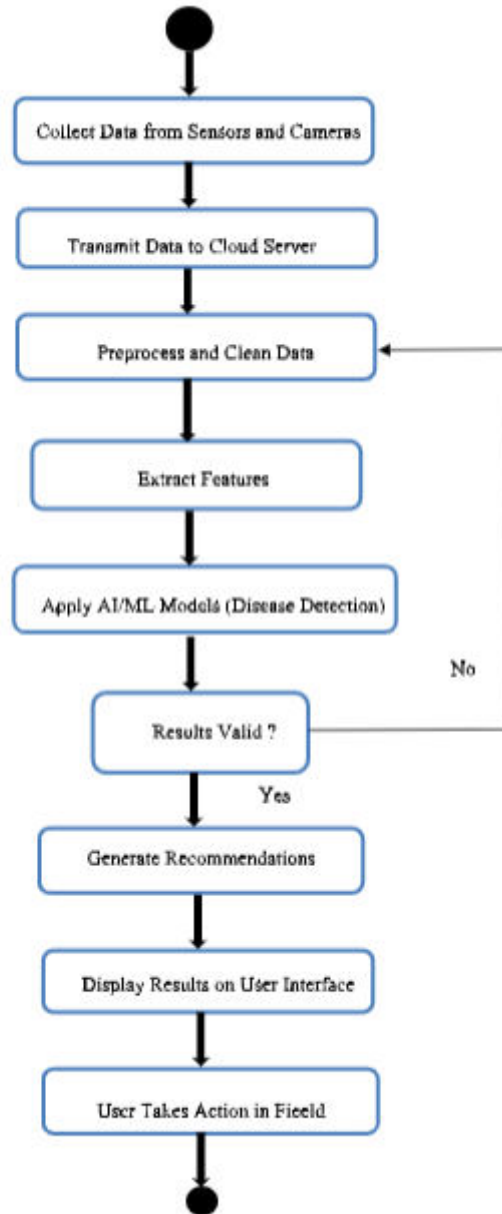 Collect Data from Sensors and Cameras
Transmit Data to Cloud Server
Preprocess and Clean Data
Extract Features
Apply AI/ML Models (Disease Detection)
No
Results Valid ?
Yes
Generate Recommendations
Display Results on User Interface
User Takes Action in Fieeld